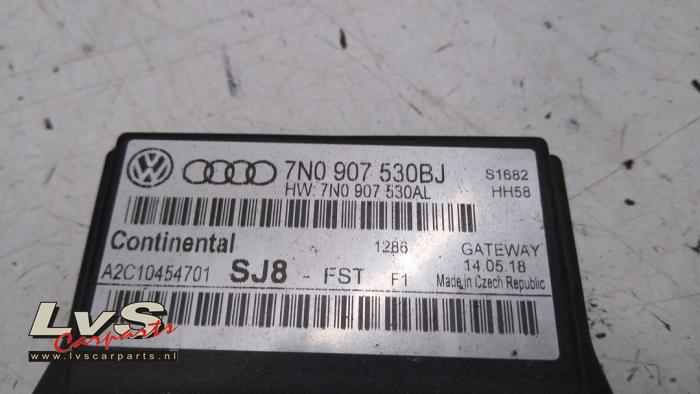 7N0 907 530BJ S1682
HW: 7N0 907 530AL HH58
Continental 1286 GATEWAY
A2C10454701 SJ8 - FST F1 14.05.18
Made in Czech Republic
LvS
Carparts
www.lvscarparts.nl